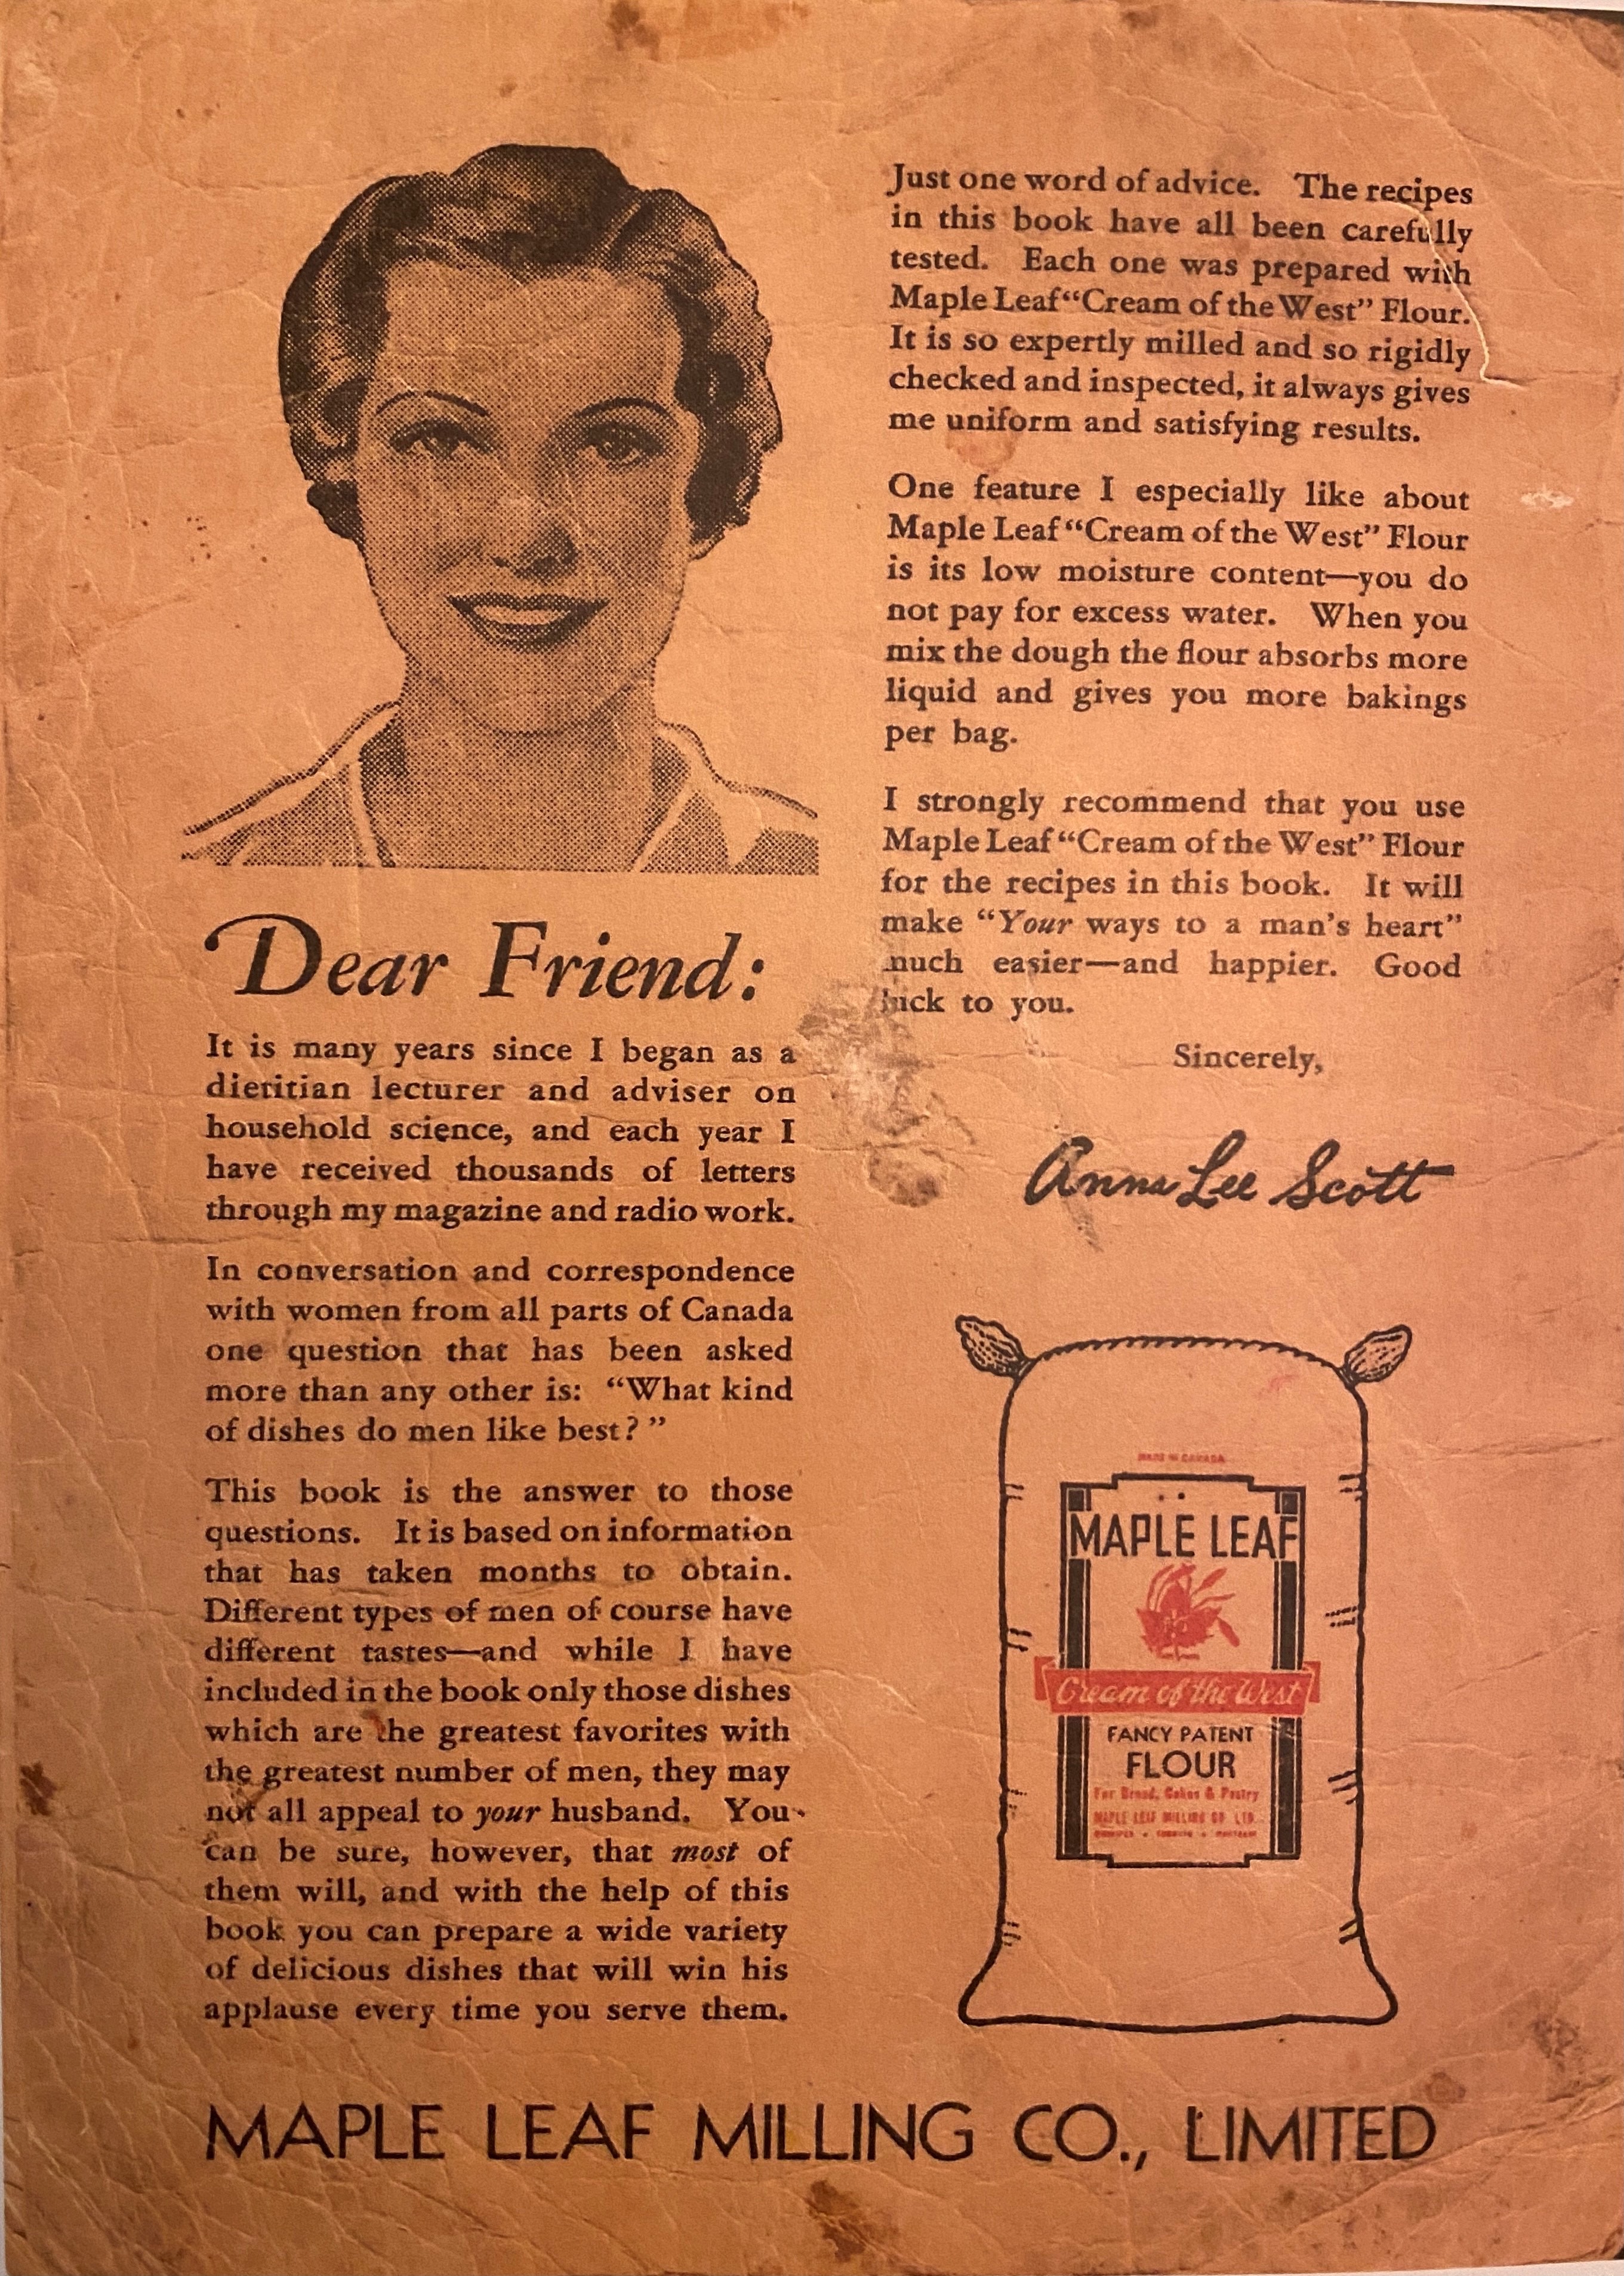 Dear Friend:
It is many years since I began as a
dietitian lecturer and adviser on
household science, and each year I
have received thousands of letters
through my magazine and radio work.
In conversation and correspondence
with women from all parts of Canada
one question that has been asked
more than any other is: "What kind
of dishes do men like best?"
This book is the answer to those
questions. It is based on information
that has taken months to obtain.
Different types of men of course have
different tastes—and while I have
included in the book only those dishes
which are the greatest favorites with
the greatest number of men, they may
not all appeal to your husband. You
can be sure, however, that most of
them will, and with the help of this
book you can prepare a wide variety
of delicious dishes that will win his
applause every time you serve them.
Just one word of advice. The recipes
in this book have all been carefully
tested. Each one was prepared with
Maple Leaf "Cream of the West" Flour.
It is so expertly milled and so rigidly
checked and inspected, it always gives
me uniform and satisfying results.
One feature I especially like about
Maple Leaf "Cream of the West" Flour
is its low moisture content—you do
not pay for excess water. When you
mix the dough the flour absorbs more
liquid and gives you more bakings
per bag.
I strongly recommend that you use
Maple Leaf "Cream of the West" Flour
for the recipes in this book. It will
make "Your ways to a man's heart"
much easier—and happier. Good
luck to you.
Sincerely,
Anna Lee Scott
MADE IN CANADA
MAPLE LEAF
Cream of the West
FANCY PATENT
FLOUR
For Bread, Cakes & Pastry
MAPLE LEAF MILLING CO. LTD.
WINNIPEG • TORONTO • MONTREAL
MAPLE LEAF MILLING CO., LIMITED